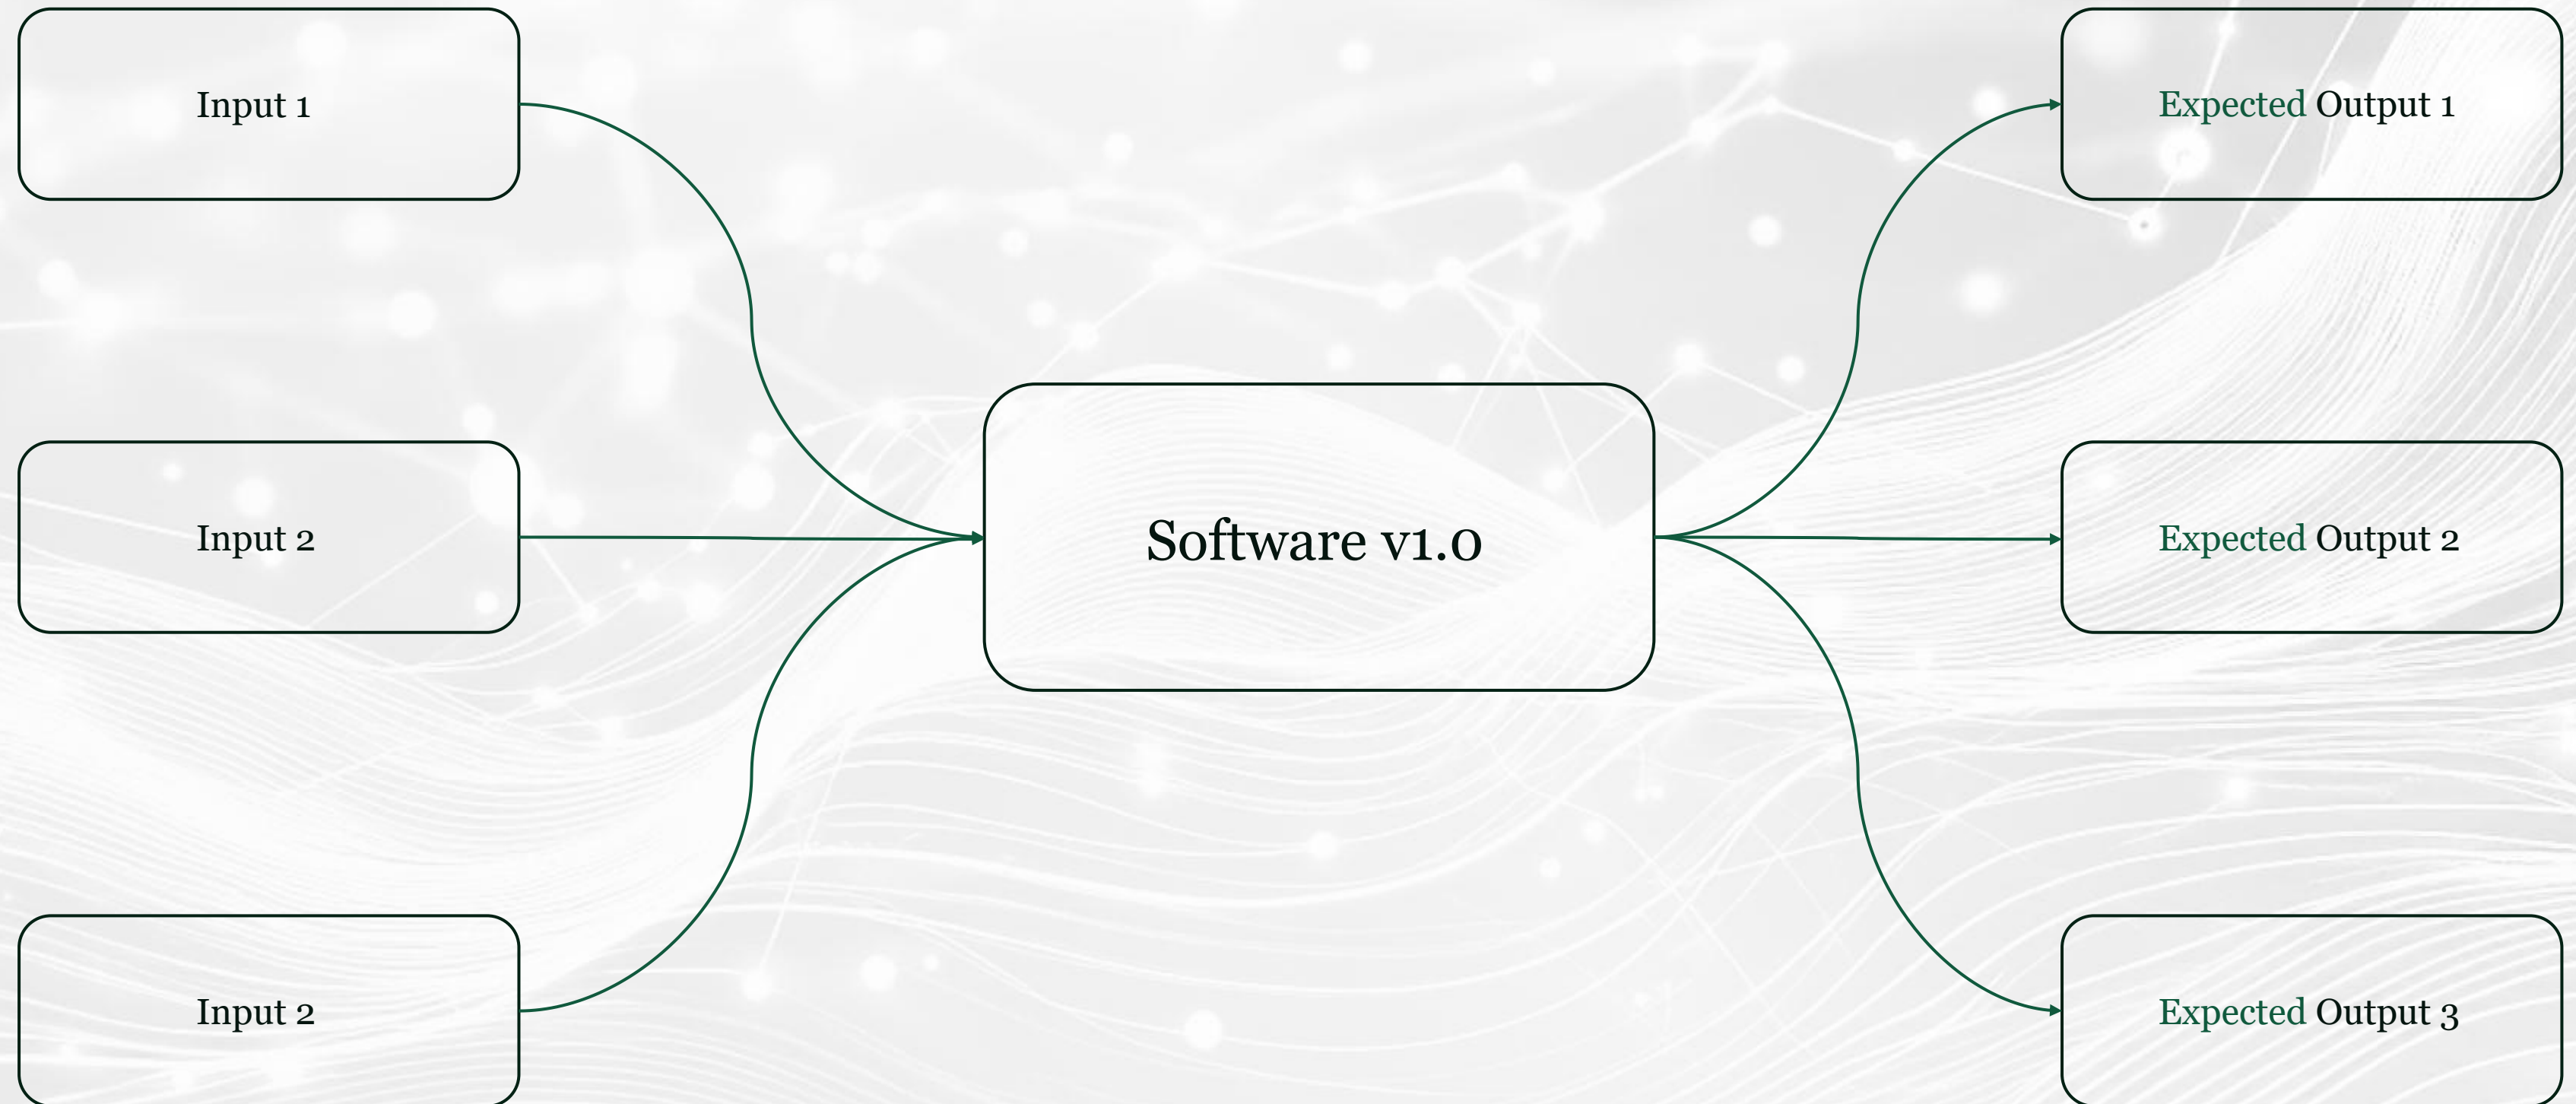 Input 1
Expected Output 1
Input 2
Software v1.0
Expected Output 2
Input 2
Expected Output 3